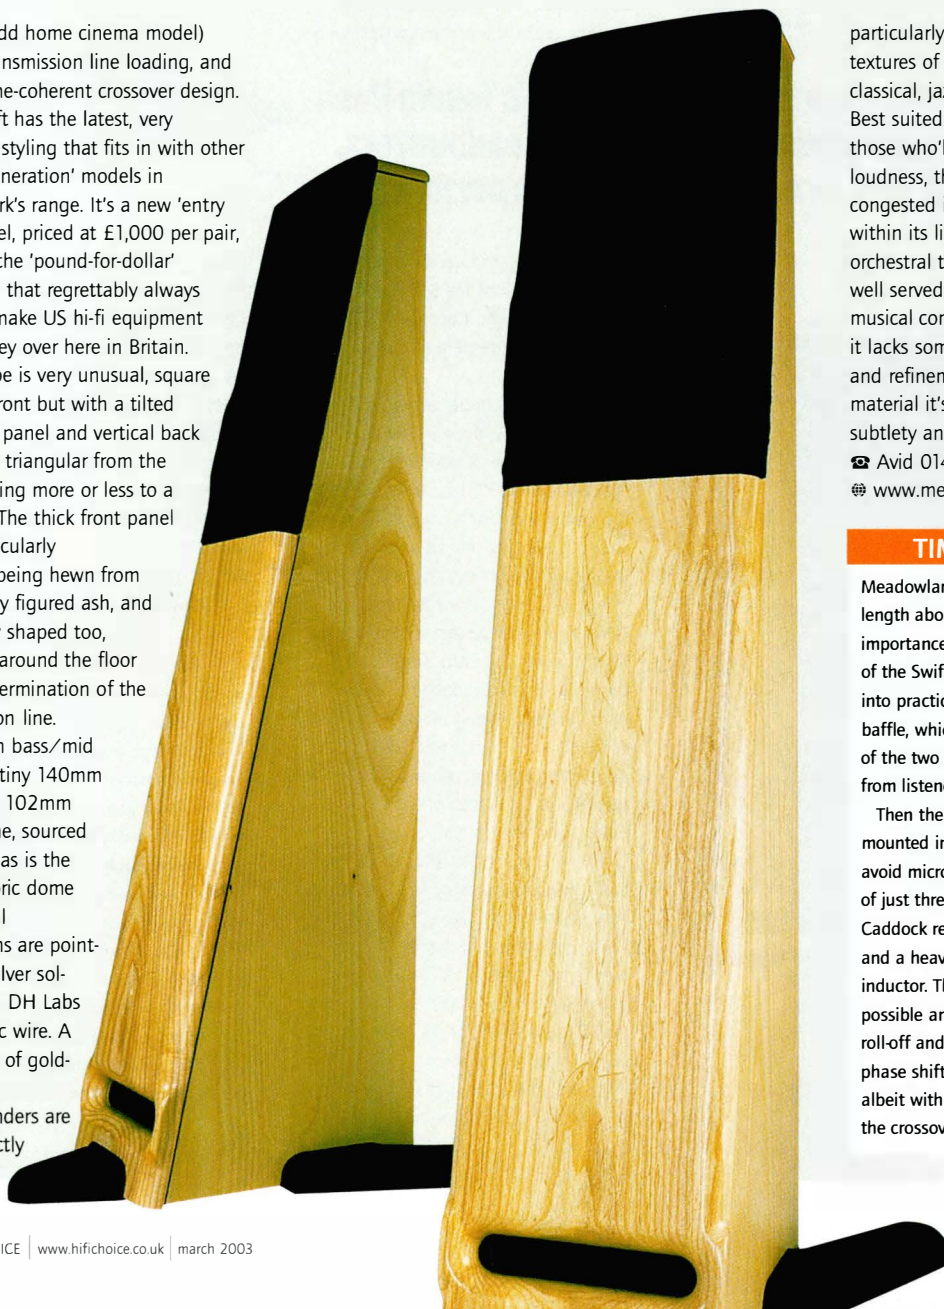 dd home cinema model)
nsmission line loading, and
ne-coherent crossover design.
ft has the latest, very
styling that fits in with other
neration' models in
rk's range. It's a new 'entry
el, priced at £1,000 per pair,
the 'pound-for-dollar'
that regrettably always
make US hi-fi equipment
ey over here in Britain.
pe is very unusual, square
ront but with a tilted
panel and vertical back
triangular from the
ing more or less to a
The thick front panel
cularly
being hewn from
y figured ash, and
shaped too,
around the floor
ermination of the
on line.
n bass/mid
tiny 140mm
102mm
ne, sourced
as is the
ric dome
l
ns are point-
lver sol-
DH Labs
c wire. A
of gold-
nders are
ctly
ICE | www.hifichoice.co.uk | march 2003
particularly
textures of
classical, ja
Best suited
those who'l
loudness, th
congested i
within its li
orchestral t
well served
musical cor
it lacks som
and refinem
material it's
subtlety an
☎ Avid 014
www.me
TIM
Meadowlar
length abo
importance
of the Swif
into practic
baffle, whic
of the two
from listen
Then the
mounted in
avoid micro
of just thre
Caddock re
and a heav
inductor. Th
possible ar
roll-off and
phase shift
albeit with
the crossov